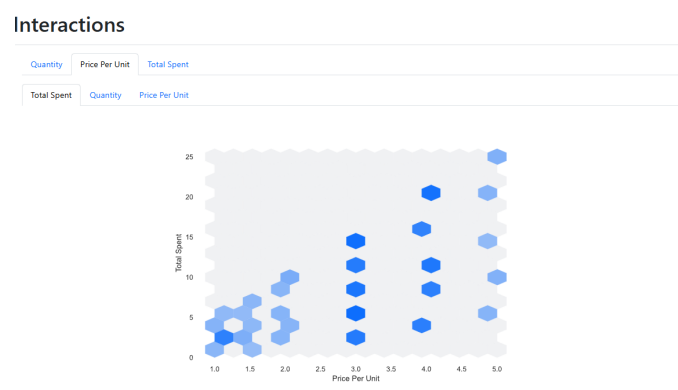 Interactions
Quantity Price Per Unit Total Spent
Total Spent Quantity Price Per Unit
25
20
15
10
5
0
Total Spent
1.0 1.5 2.0 2.5 3.0 3.5 4.0 4.5 5.0
Price Per Unit